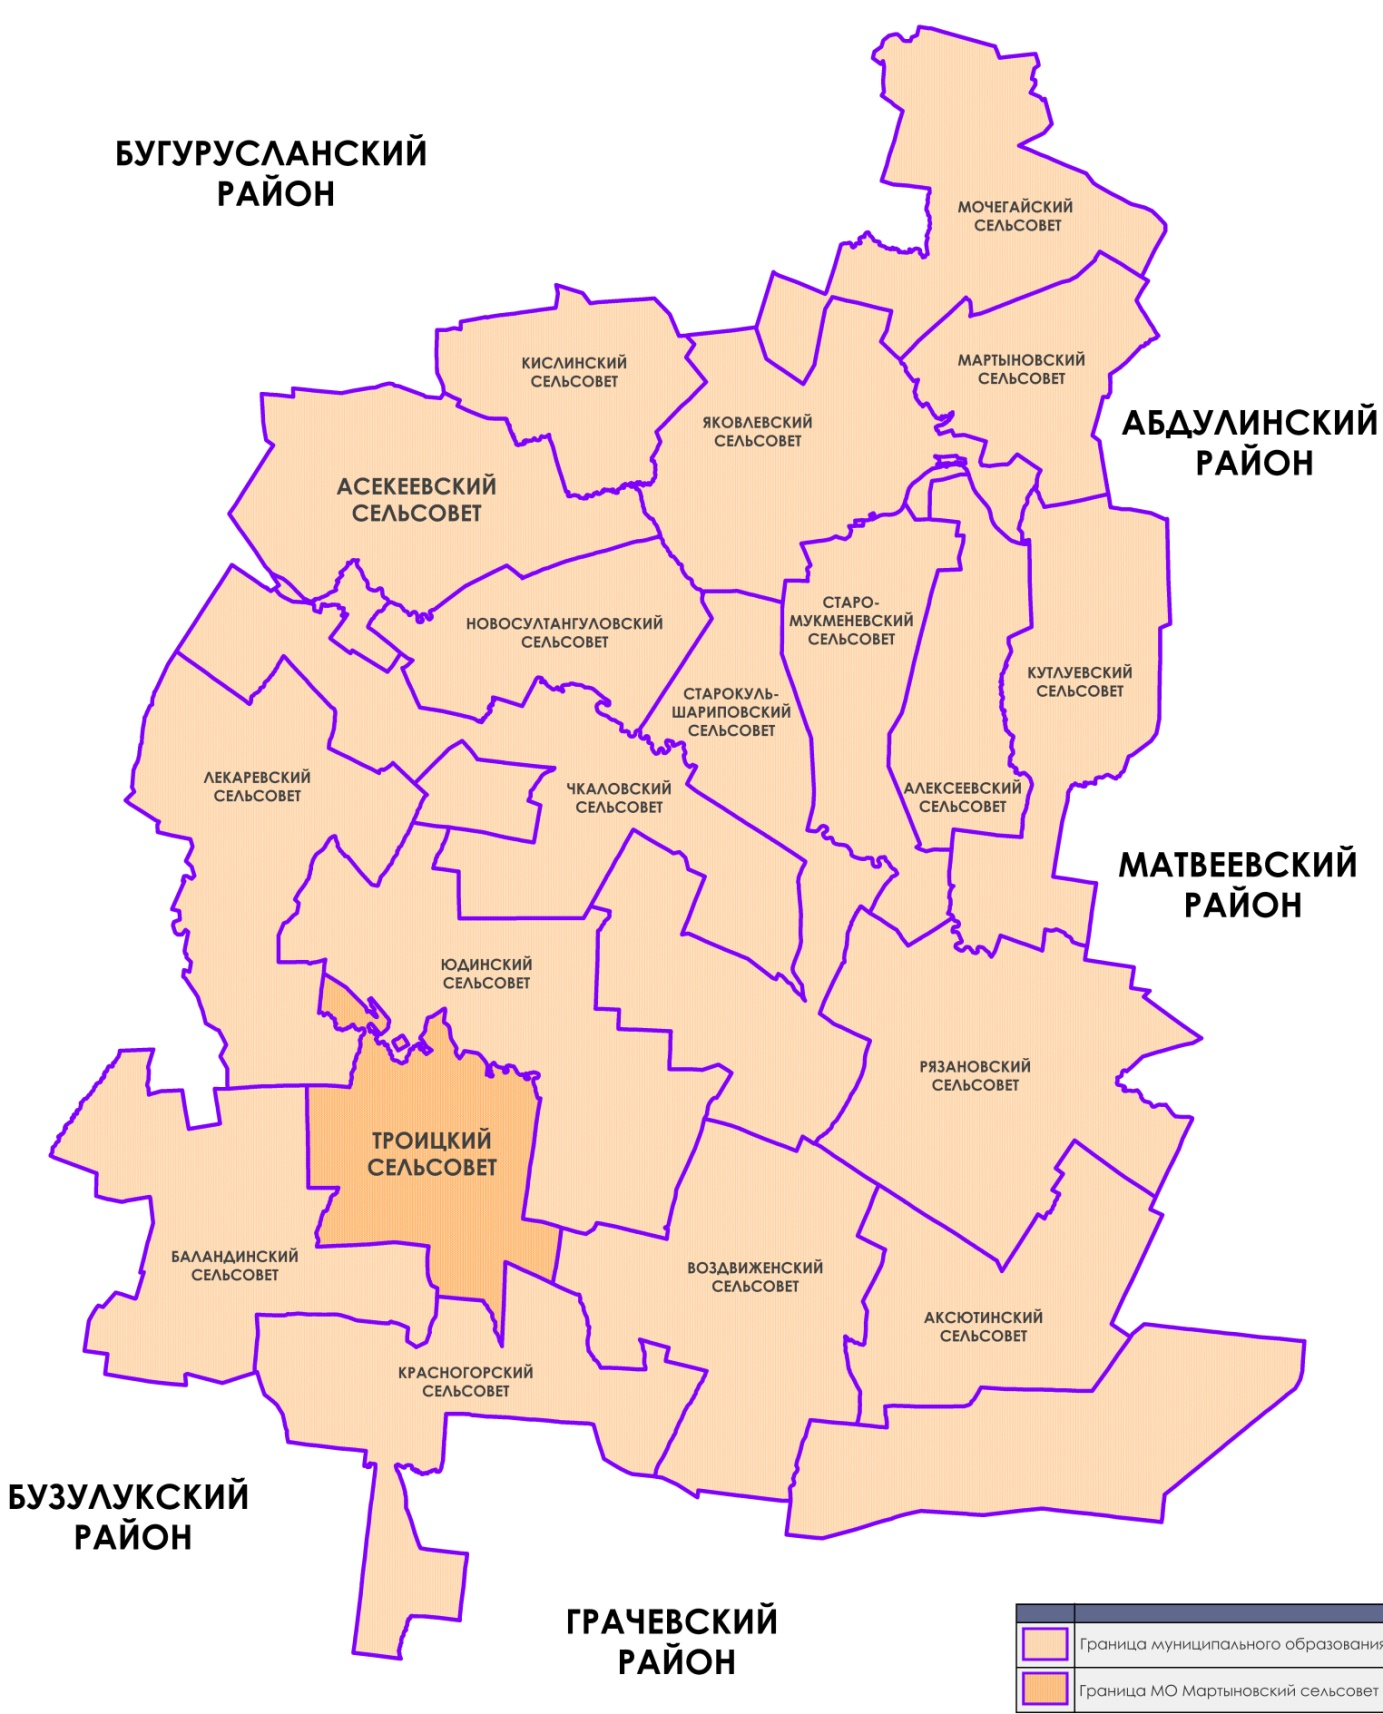 БУГУРУСЛАНСКИЙ
РАЙОН
МОЧЕГАЙСКИЙ
СЕЛЬСОВЕТ
КИСЛИНСКИЙ
СЕЛЬСОВЕТ
МАРТЫНОВСКИЙ
СЕЛЬСОВЕТ
ЯКОВЛЕВСКИЙ
СЕЛЬСОВЕТ
АБДУЛИНСКИЙ
РАЙОН
АСЕКЕЕВСКИЙ
СЕЛЬСОВЕТ
НОВОСУЛТАНГУЛОВСКИЙ
СЕЛЬСОВЕТ
СТАРО-
МУКМЕНЕВСКИЙ
СЕЛЬСОВЕТ
СТАРОКУЛЬ-
ШАРИПОВСКИЙ
СЕЛЬСОВЕТ
КУТЛУЕВСКИЙ
СЕЛЬСОВЕТ
ЛЕКАРЕВСКИЙ
СЕЛЬСОВЕТ
ЧКАЛОВСКИЙ
СЕЛЬСОВЕТ
АЛЕКСЕЕВСКИЙ
СЕЛЬСОВЕТ
МАТВЕЕВСКИЙ
РАЙОН
ЮДИНСКИЙ
СЕЛЬСОВЕТ
РЯЗАНОВСКИЙ
СЕЛЬСОВЕТ
ТРОИЦКИЙ
СЕЛЬСОВЕТ
БАЛАНДИНСКИЙ
СЕЛЬСОВЕТ
ВОЗДВИЖЕНСКИЙ
СЕЛЬСОВЕТ
АКСЮТИНСКИЙ
СЕЛЬСОВЕТ
КРАСНОГОРСКИЙ
СЕЛЬСОВЕТ
БУЗУЛУКСКИЙ
РАЙОН
ГРАЧЕВСКИЙ
РАЙОН
Граница муниципального образования
Граница МО Мартыновский сельсовет